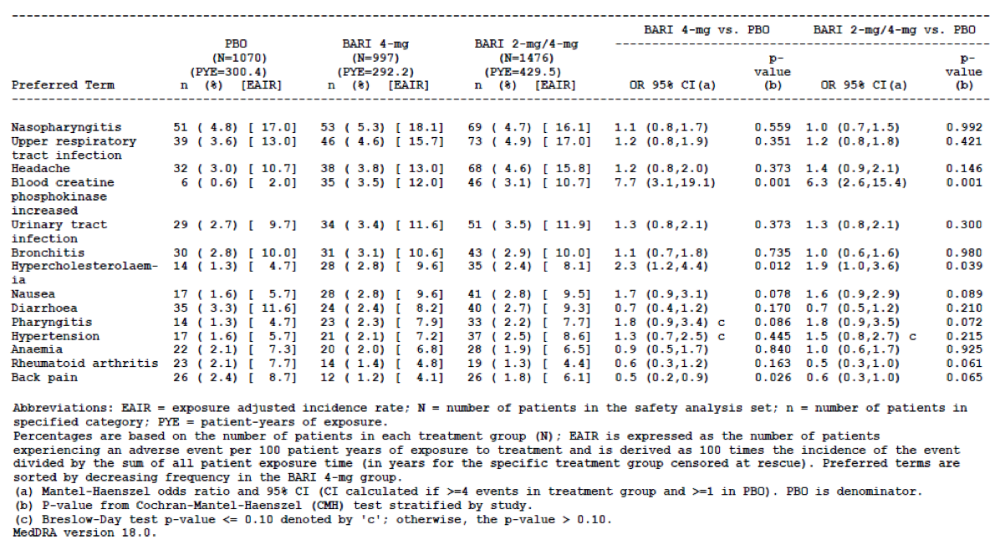 BARI 4-mg vs. PBO BARI 2-mg/4-mg vs. PBO
PBO BARI 4-mg BARI 2-mg/4-mg
(N=1070) (N=997) (N=1476) p- p-
(PYE=300.4) (PYE=292.2) (PYE=429.5) value value
Preferred Term n (%) [EAIR] n (%) [EAIR] n (%) [EAIR] OR 95% CI(a) (b) OR 95% CI(a) (b)
Nasopharyngitis 51 ( 4.8) [ 17.0] 53 ( 5.3) [ 18.1] 69 ( 4.7) [ 16.1] 1.1 (0.8,1.7) 0.559 1.0 (0.7,1.5) 0.992
Upper respiratory 39 ( 3.6) [ 13.0] 46 ( 4.6) [ 15.7] 73 ( 4.9) [ 17.0] 1.2 (0.8,1.9) 0.351 1.2 (0.8,1.8) 0.421
tract infection
Headache 32 ( 3.0) [ 10.7] 38 ( 3.8) [ 13.0] 68 ( 4.6) [ 15.8] 1.2 (0.8,2.0) 0.373 1.4 (0.9,2.1) 0.146
Blood creatine 6 ( 0.6) [ 2.0] 35 ( 3.5) [ 12.0] 46 ( 3.1) [ 10.7] 7.7 (3.1,19.1) 0.001 6.3 (2.6,15.4) 0.001
phosphokinase
increased
Urinary tract 29 ( 2.7) [ 9.7] 34 ( 3.4) [ 11.6] 51 ( 3.5) [ 11.9] 1.3 (0.8,2.1) 0.373 1.3 (0.8,2.1) 0.300
infection
Bronchitis 30 ( 2.8) [ 10.0] 31 ( 3.1) [ 10.6] 43 ( 2.9) [ 10.0] 1.1 (0.7,1.8) 0.735 1.0 (0.6,1.6) 0.980
Hypercholesterolaem- 14 ( 1.3) [ 4.7] 28 ( 2.8) [ 9.6] 35 ( 2.4) [ 8.1] 2.3 (1.2,4.4) 0.012 1.9 (1.0,3.6) 0.039
ia
Nausea 17 ( 1.6) [ 5.7] 28 ( 2.8) [ 9.6] 41 ( 2.8) [ 9.5] 1.7 (0.9,3.1) 0.078 1.6 (0.9,2.9) 0.089
Diarrhoea 35 ( 3.3) [ 11.6] 24 ( 2.4) [ 8.2] 40 ( 2.7) [ 9.3] 0.7 (0.4,1.2) 0.170 0.7 (0.5,1.2) 0.210
Pharyngitis 14 ( 1.3) [ 4.7] 23 ( 2.3) [ 7.9] 33 ( 2.2) [ 7.7] 1.8 (0.9,3.4) c 0.086 1.8 (0.9,3.5) 0.072
Hypertension 17 ( 1.6) [ 5.7] 21 ( 2.1) [ 7.2] 37 ( 2.5) [ 8.6] 1.3 (0.7,2.5) c 0.445 1.5 (0.8,2.7) c 0.215
Anaemia 22 ( 2.1) [ 7.3] 20 ( 2.0) [ 6.8] 28 ( 1.9) [ 6.5] 0.9 (0.5,1.7) 0.840 1.0 (0.6,1.7) 0.925
Rheumatoid arthritis 23 ( 2.1) [ 7.7] 14 ( 1.4) [ 4.8] 19 ( 1.3) [ 4.4] 0.6 (0.3,1.2) 0.163 0.5 (0.3,1.0) 0.061
Back pain 26 ( 2.4) [ 8.7] 12 ( 1.2) [ 4.1] 26 ( 1.8) [ 6.1] 0.5 (0.2,0.9) 0.026 0.6 (0.3,1.0) 0.065
Abbreviations: EAIR = exposure adjusted incidence rate; N = number of patients in the safety analysis set; n = number of patients in
specified category; PYE = patient-years of exposure.
Percentages are based on the number of patients in each treatment group (N); EAIR is expressed as the number of patients
experiencing an adverse event per 100 patient years of exposure to treatment and is derived as 100 times the incidence of the event
divided by the sum of all patient exposure time (in years for the specific treatment group censored at rescue). Preferred terms are
sorted by decreasing frequency in the BARI 4-mg group.
(a) Mantel-Haenszel odds ratio and 95% CI (CI calculated if >=4 events in treatment group and >=1 in PBO). PBO is denominator.
(b) P-value from Cochran-Mantel-Haenszel (CMH) test stratified by study.
(c) Breslow-Day test p-value <= 0.10 denoted by 'c'; otherwise, the p-value > 0.10.
MedDRA version 18.0.